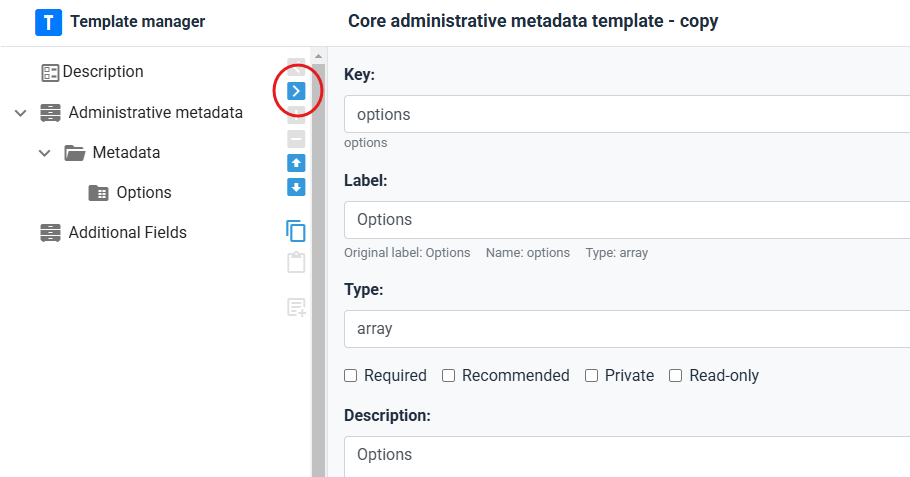 T Template manager
Core administrative metadata template - copy
Description
Administrative metadata
Metadata
Options
Additional Fields
Key:
options
options
Label:
Options
Original label: Options Name: options Type: array
Type:
array
Required Recommended Private Read-only
Description:
Options